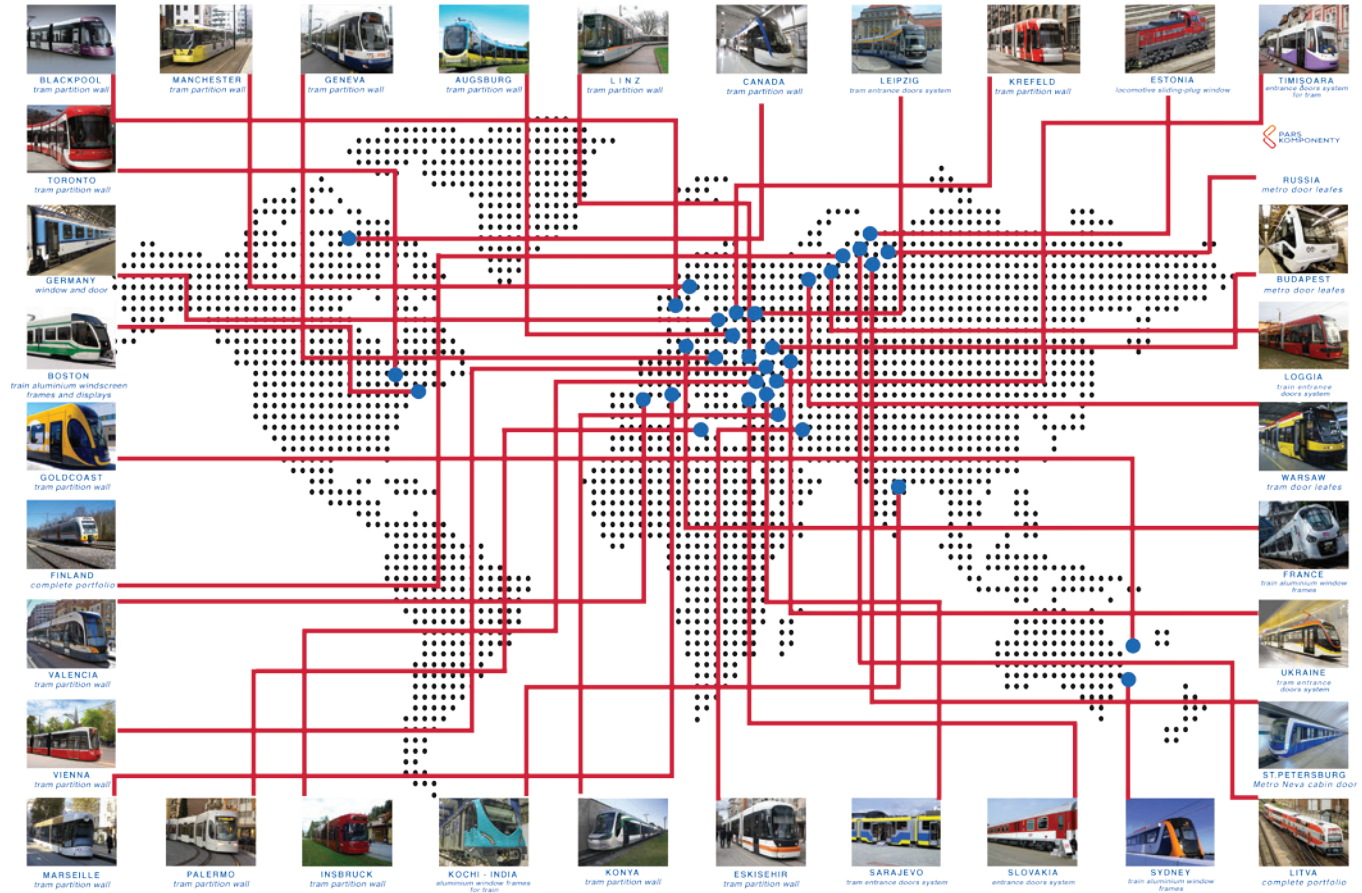 BLACKPOOL
tram partition wall
MANCHESTER
tram partition wall
GENEVA
tram partition wall
AUGSBURG
tram partition wall
LINZ
tram partition wall
CANADA
tram partition wall
LEIPZIG
tram entrance doors system
KREFELD
tram partition wall
ESTONIA
locomotive sliding-plug window
TIMIȘOARA
entrance doors system
for tram
PARS
KOMPONENTY
TORONTO
tram partition wall
RUSSIA
metro door leafes
GERMANY
window and door
BUDAPEST
metro door leafes
BOSTON
train aluminium windscreen
frames and displays
LOGGIA
train entrance
doors system
GOLDCOAST
tram partition wall
WARSAW
tram door leafes
FINLAND
complete portfolio
FRANCE
train aluminium window
frames
VALENCIA
tram partition wall
UKRAINE
tram entrance
doors system
VIENNA
tram partition wall
ST.PETERSBURG
Metro Neva cabin door
MARSEILLE
tram partition wall
PALERMO
tram partition wall
INSBRUCK
tram partition wall
KOCHI - INDIA
aluminium window frames
for train
KONYA
tram partition wall
ESKISEHIR
tram partition wall
SARAJEVO
tram entrance doors system
SLOVAKIA
entrance doors system
SYDNEY
train aluminium window
frames
LITVA
complete portfolio